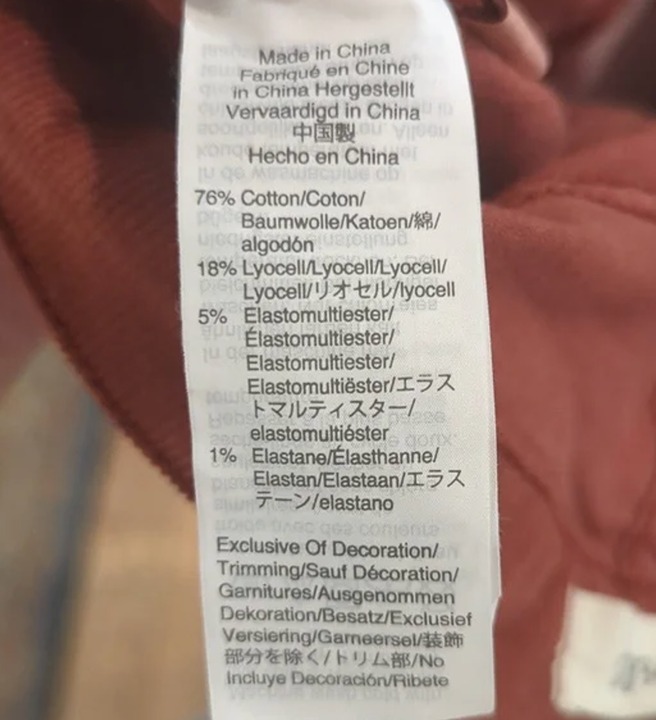 Made in China
Fabriqué en Chine
in China Hergestellt
Vervaardigd in China
中国製
Hecho en China
76% Cotton/Coton/
Baumwolle/Katoen/綿/
algodón
18% Lyocell/Lyocell/Lyocell/
Lyocell/リオセル/lyocell
5% Elastomultiester/
Élastomultiester/
Elastomultiester/
Elastomultiëster/エラス
トマルティスター/
elastomultiéster
1% Elastane/Élasthanne/
Elastan/Elastaan/エラス
テーン/elastano
Exclusive Of Decoration/
Trimming/Sauf Décoration/
Garnitures/Ausgenommen
Dekoration/Besatz/Exclusief
Versiering/Garneersel/装飾
部分を除く/トリム部/No
Incluye Decoración/Ribete